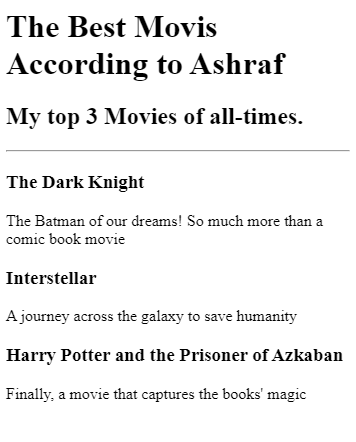 The Best Movis
According to Ashraf
My top 3 Movies of all-times.
The Dark Knight
The Batman of our dreams! So much more than a
comic book movie
Interstellar
A journey across the galaxy to save humanity
Harry Potter and the Prisoner of Azkaban
Finally, a movie that captures the books' magic